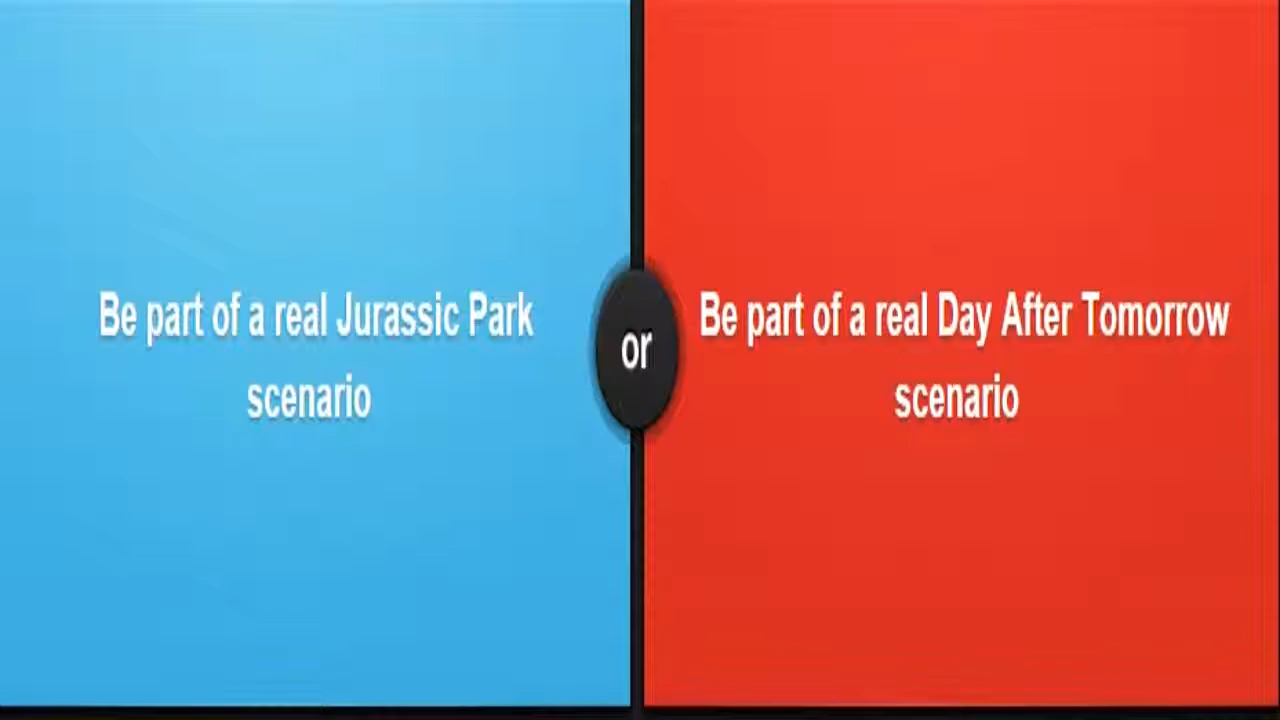 Be part of a real Jurassic Park
scenario
or
Be part of a real Day After Tomorrow
scenario